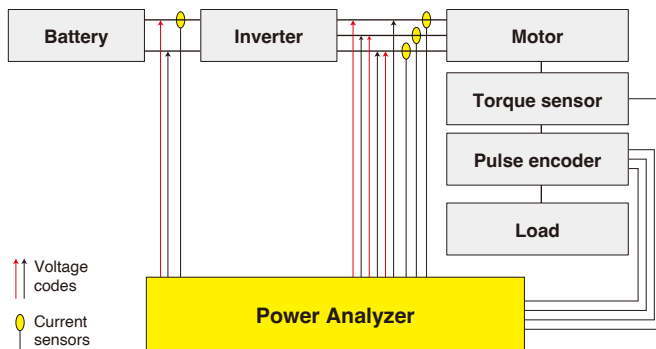 Battery
Inverter
Motor
Torque sensor
Pulse encoder
Load
Voltage
codes
Power Analyzer
Current
sensors